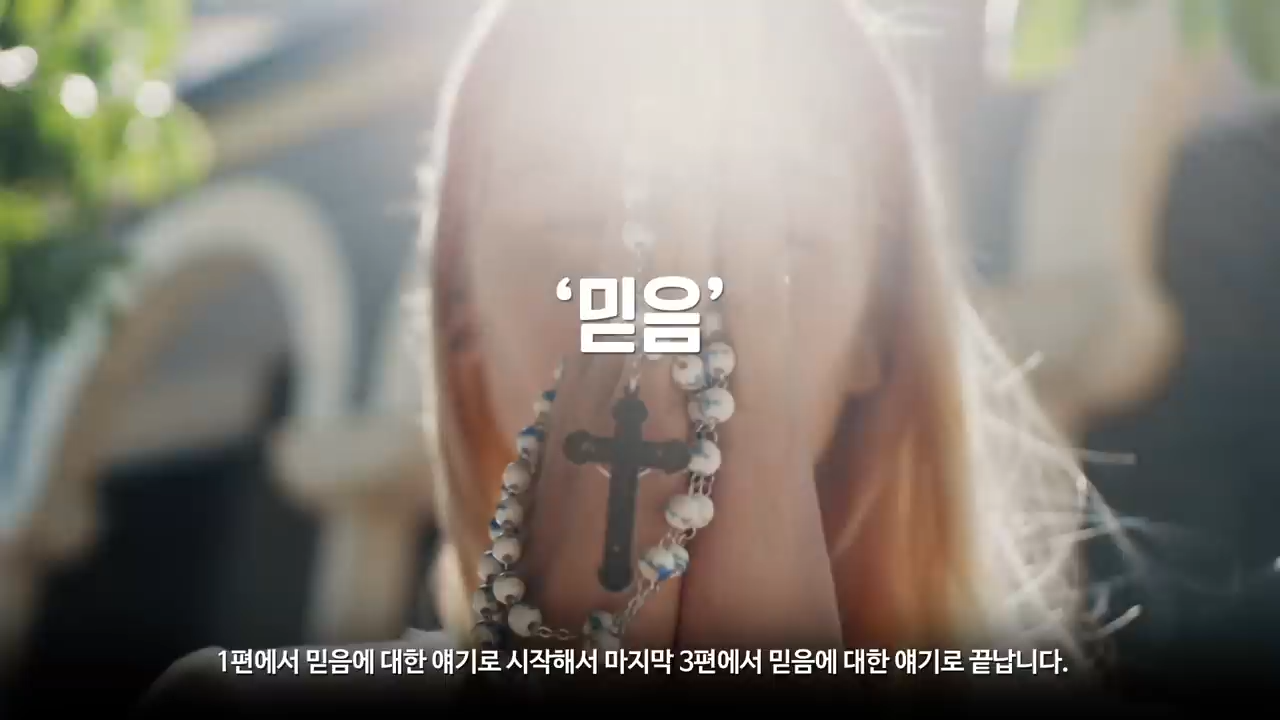 ‘믿음’
1편에서 믿음에 대한 얘기로 시작해서 마지막 3편에서 믿음에 대한 얘기로 끝납니다.